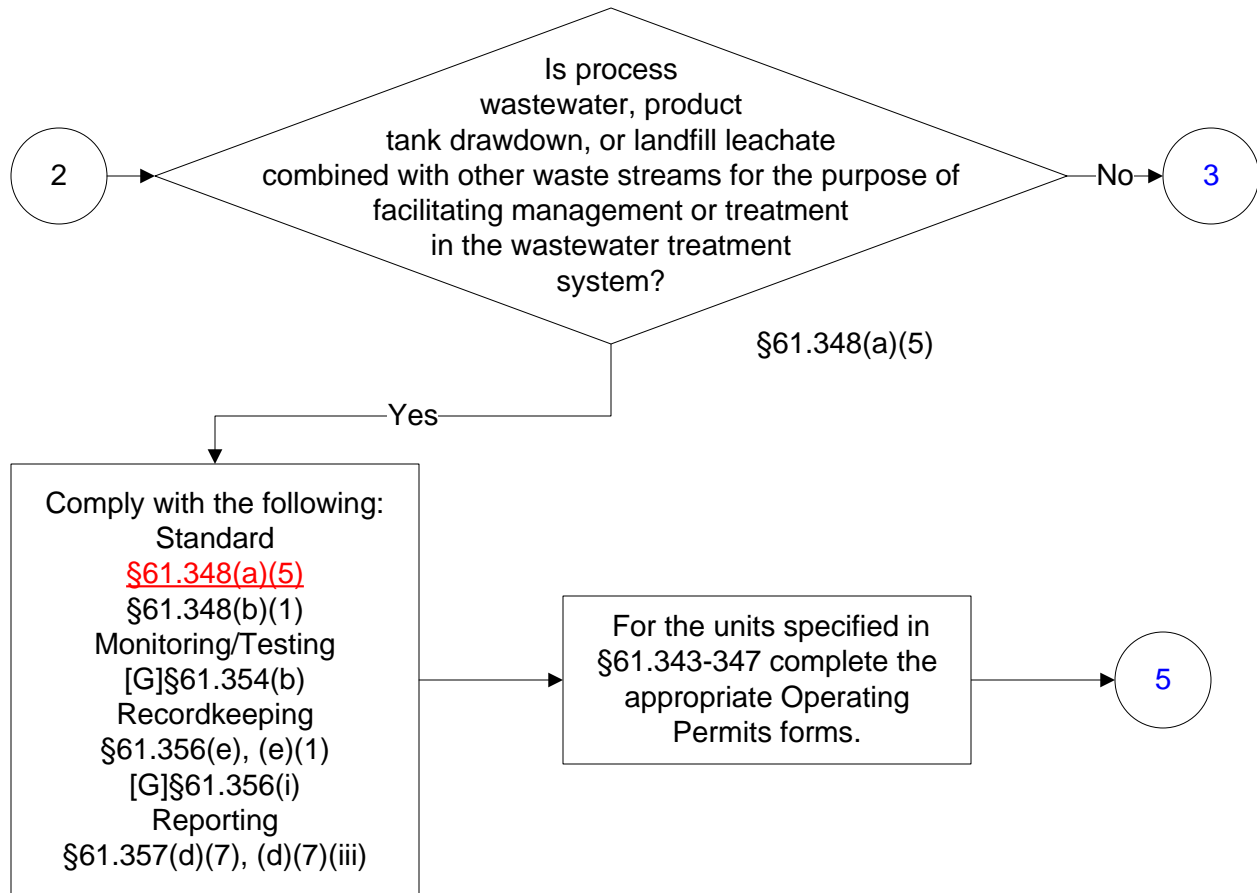 2
Is process
wastewater, product
tank drawdown, or landfill leachate
combined with other waste streams for the purpose of
facilitating management or treatment
in the wastewater treatment
system?
No
3
§61.348(a)(5)
Yes
Comply with the following:
Standard
§61.348(a)(5)
§61.348(b)(1)
Monitoring/Testing
[G]§61.354(b)
Recordkeeping
§61.356(e), (e)(1)
[G]§61.356(i)
Reporting
§61.357(d)(7), (d)(7)(iii)
For the units specified in
§61.343-347 complete the
appropriate Operating
Permits forms.
5